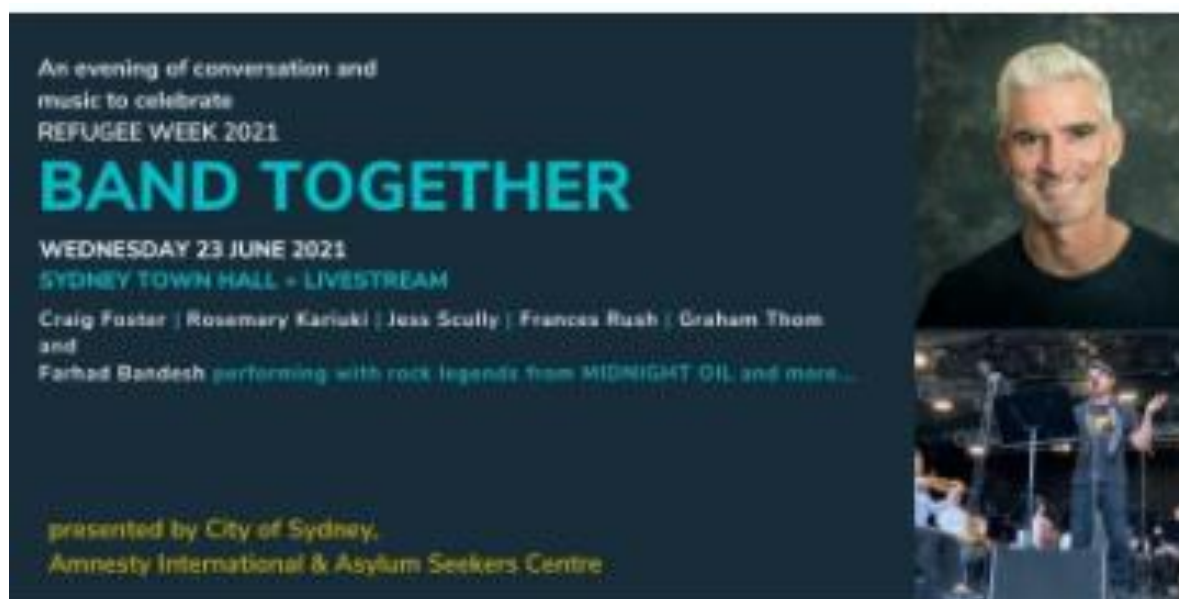 An evening of conversation and
music to celebrate
REFUGEE WEEK 2021
BAND TOGETHER
WEDNESDAY 23 JUNE 2021
SYDNEY TOWN HALL + LIVESTREAM
Craig Foster | Rosemary Kariuki | Jess Scully | Frances Rush | Graham Thom
and
Farhad Bandesh performing with rock legends from MIDNIGHT OIL and more...
presented by City of Sydney,
Amnesty International & Asylum Seekers Centre